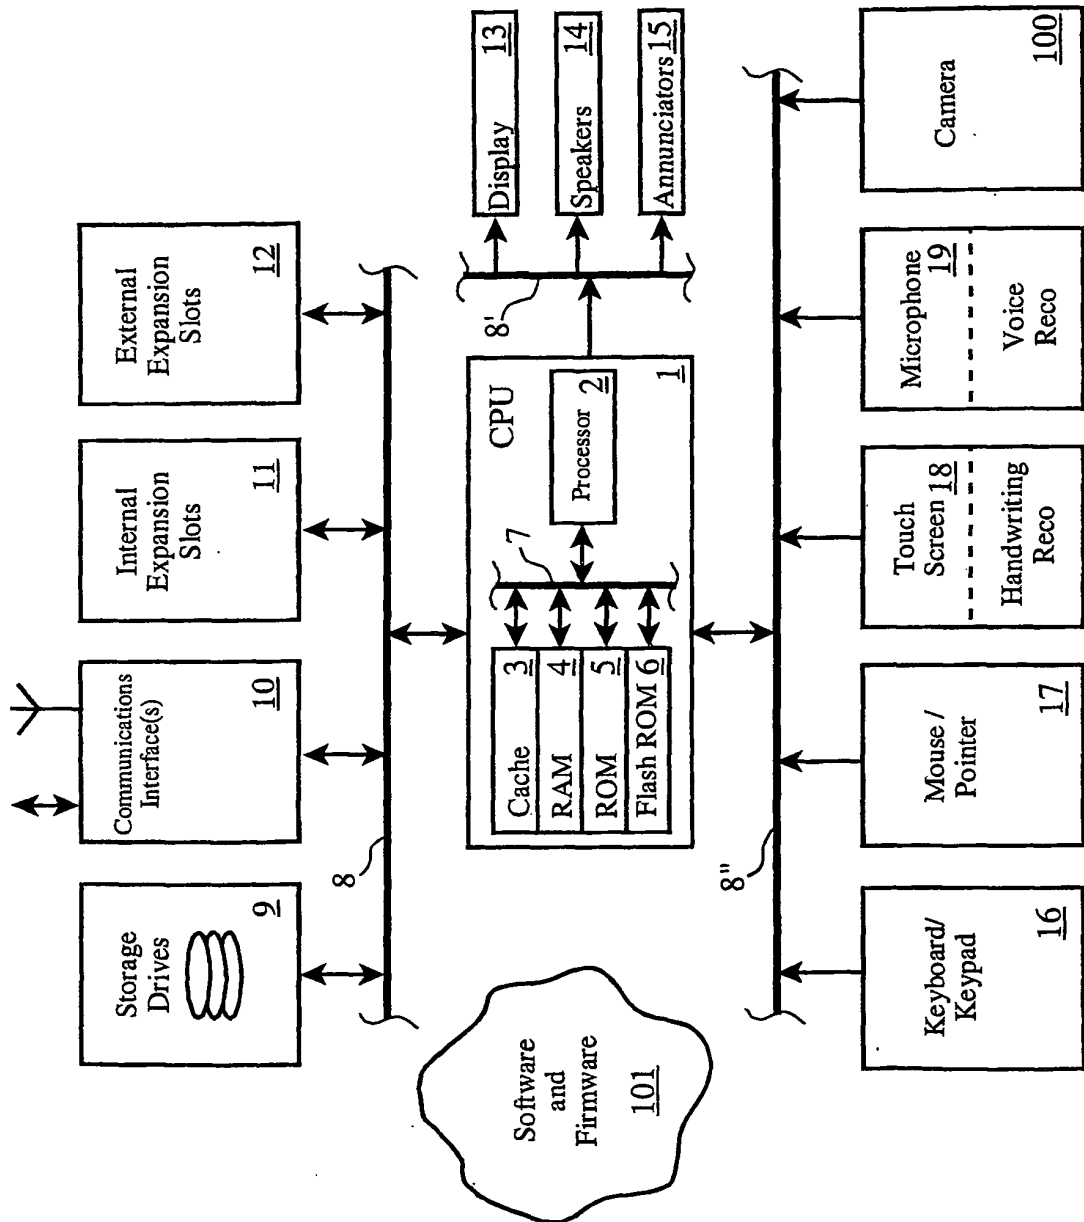 Storage
Drives
9
Communications
Interface(s)
10
Internal
Expansion
Slots
11
External
Expansion
Slots
12
8
Software
and
Firmware
101
CPU
Cache 3
RAM 4
ROM 5
Flash ROM 6
7
Processor 2
1
8'
Display 13
Speakers 14
Annunciators 15
8"
Keyboard/
Keypad
16
Mouse /
Pointer
17
Touch
Screen 18
Handwriting
Reco
Microphone
19
Voice
Reco
Camera
100